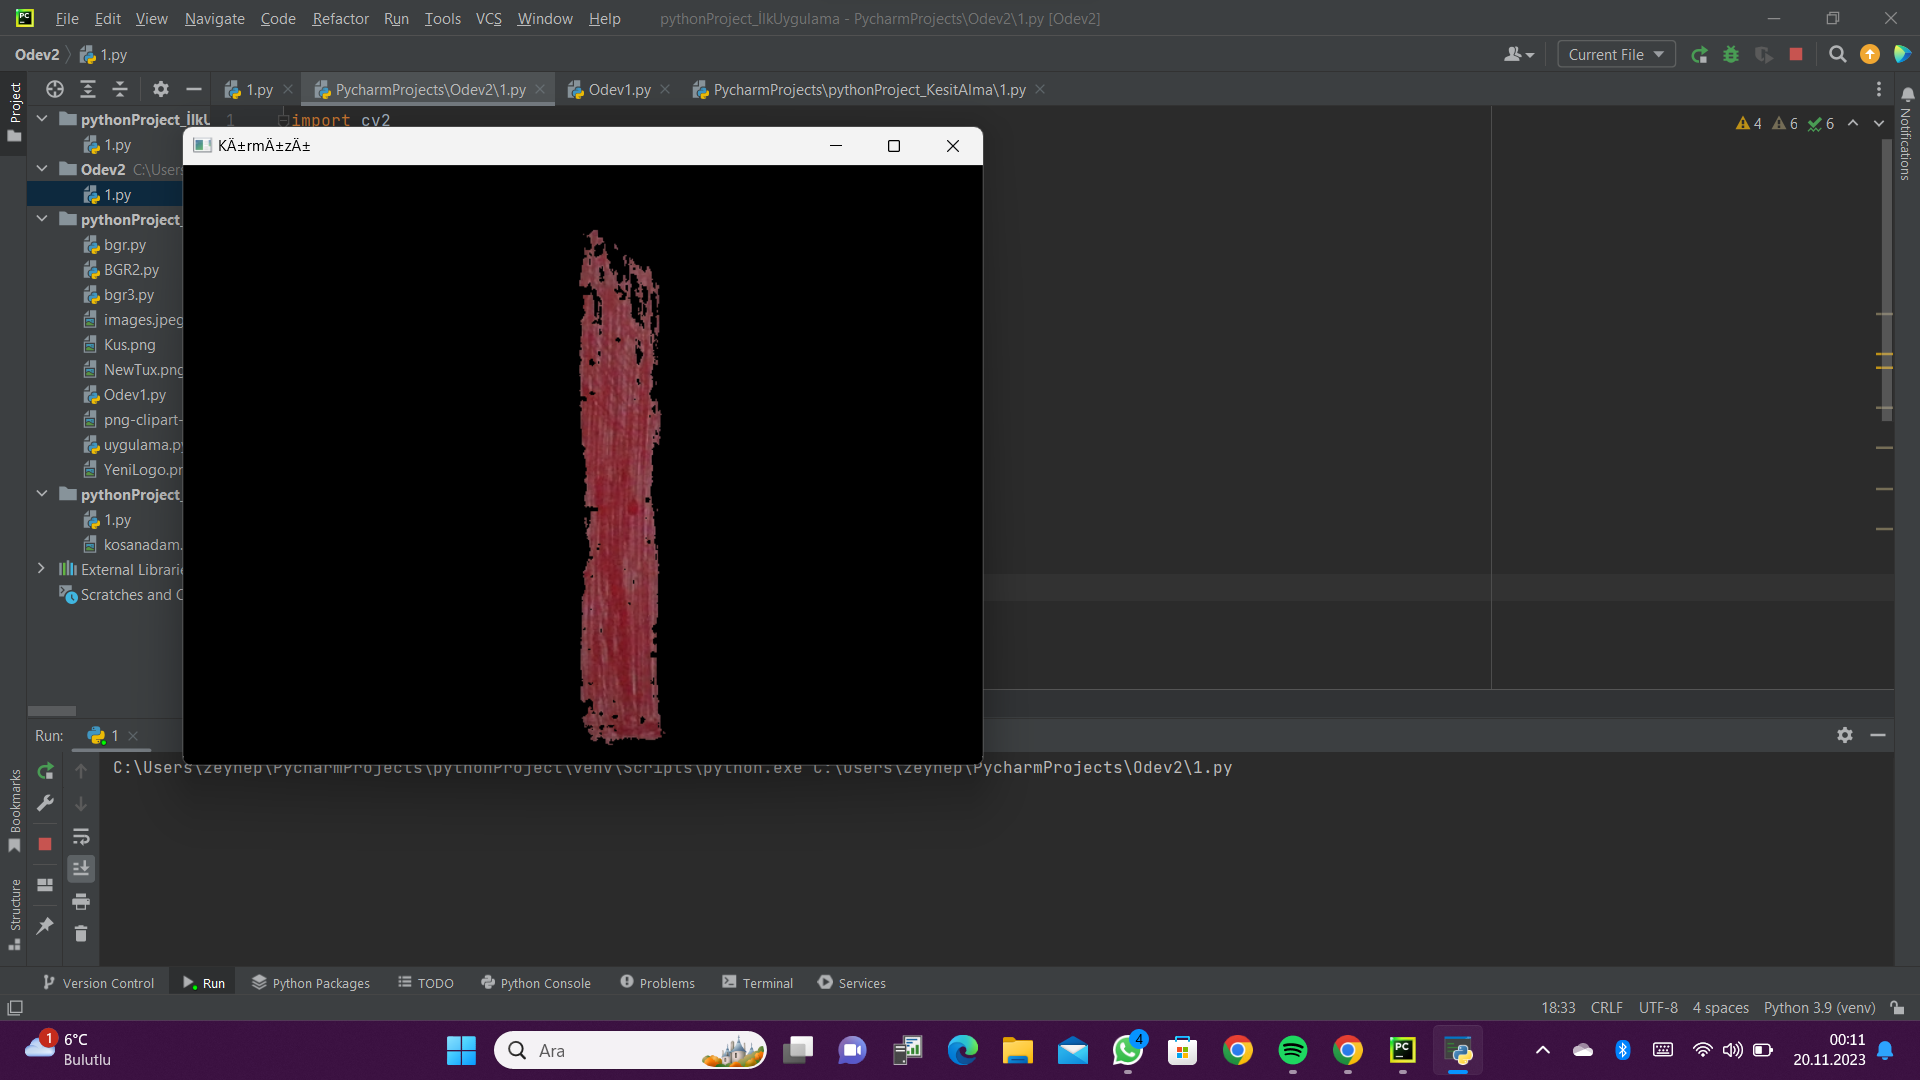 File Edit View Navigate Code Refactor Run Tools VCS Window Help pythonProject_İlkUygulama - PycharmProjects\Odev2\1.py [Odev2]
Odev2 1.py Current File
1.py PycharmProjects\Odev2\1.py Odev1.py PycharmProjects\pythonProject_KesitAlma\1.py
Project
Notifications
pythonProject_İlkU
1 import cv2
4 6 6
KÄ±rmÄ±zÄ±
1.py
Odev2 C:\Users
1.py
pythonProject_
bgr.py
BGR2.py
bgr3.py
images.jpeg
Kus.png
NewTux.png
Odev1.py
png-clipart-
uygulama.py
YeniLogo.pn
pythonProject_
1.py
kosanadam.
External Librarie
Scratches and C
Run: 1
C:\Users\zeynep\PycharmProjects\pythonProject\venv\Scripts\python.exe C:\Users\zeynep\PycharmProjects\Odev2\1.py
Bookmarks
Structure
Version Control Run Python Packages TODO Python Console Problems Terminal Services
18:33 CRLF UTF-8 4 spaces Python 3.9 (venv)
1 6°C
Bulutlu
Ara
4
00:11
20.11.2023